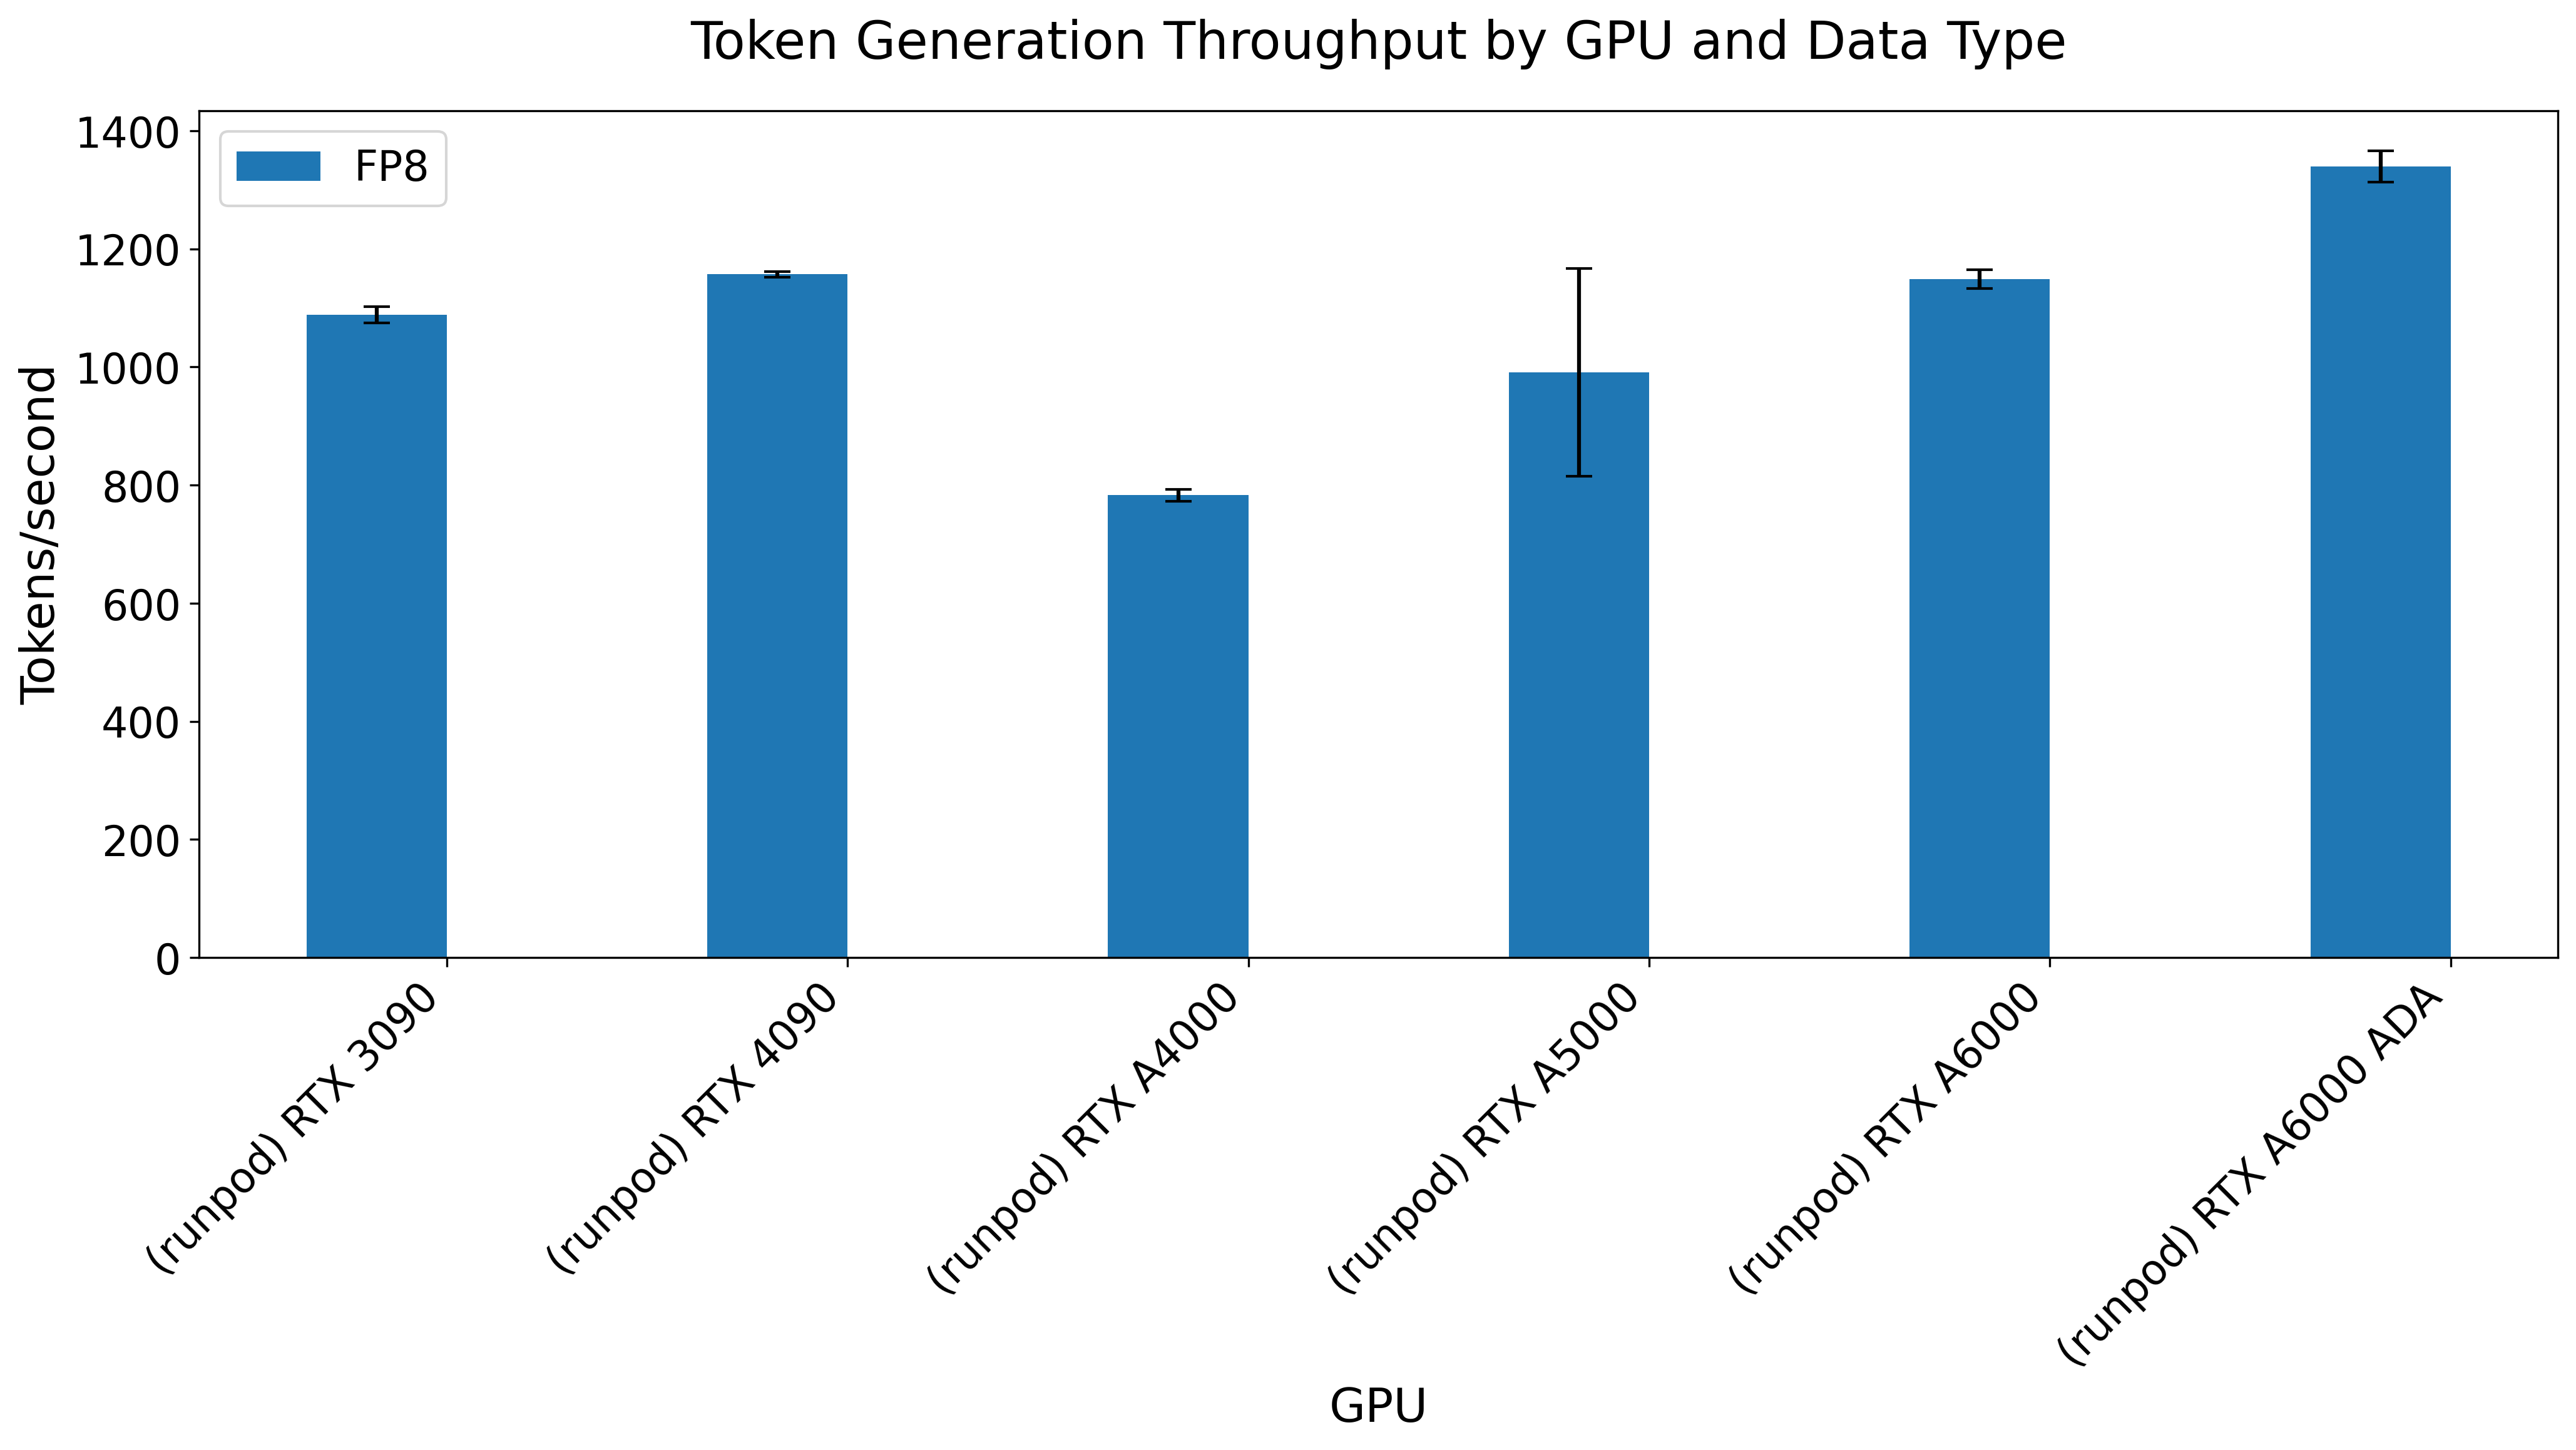 Token Generation Throughput by GPU and Data Type
FP8
Tokens/second
1400
1200
1000
800
600
400
200
0
(runpod) RTX 3090
(runpod) RTX 4090
(runpod) RTX A4000
(runpod) RTX A5000
(runpod) RTX A6000
(runpod) RTX A6000 ADA
GPU